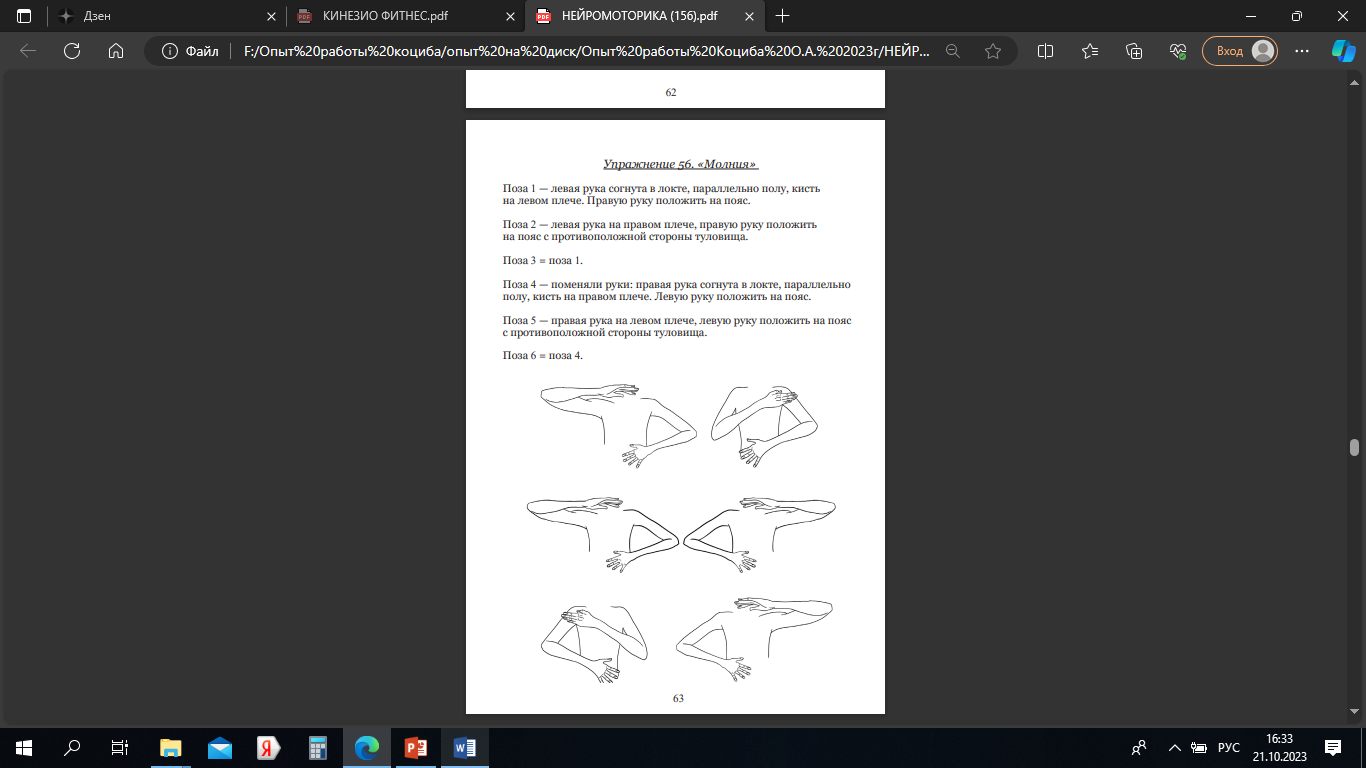 Дзен
КИНЕЗИО ФИТНЕС.pdf
НЕЙРОМОТОРИКА (156).pdf
Файл
F:/Опыт%20работы%20коциба/опыт%20на%20диск/Опыт%20работы%20Коциба%20О.А.%202023г/НЕЙР...
Вход
62
Упражнение 56. «Молния»
Поза 1 — левая рука согнута в локте, параллельно полу, кисть
на левом плече. Правую руку положить на пояс.
Поза 2 — левая рука на правом плече, правую руку положить
на пояс с противоположной стороны туловища.
Поза 3 = поза 1.
Поза 4 — поменяли руки: правая рука согнута в локте, параллельно
полу, кисть на правом плече. Левую руку положить на пояс.
Поза 5 — правая рука на левом плече, левую руку положить на пояс
с противоположной стороны туловища.
Поза 6 = поза 4.
63
РУС
16:33
21.10.2023